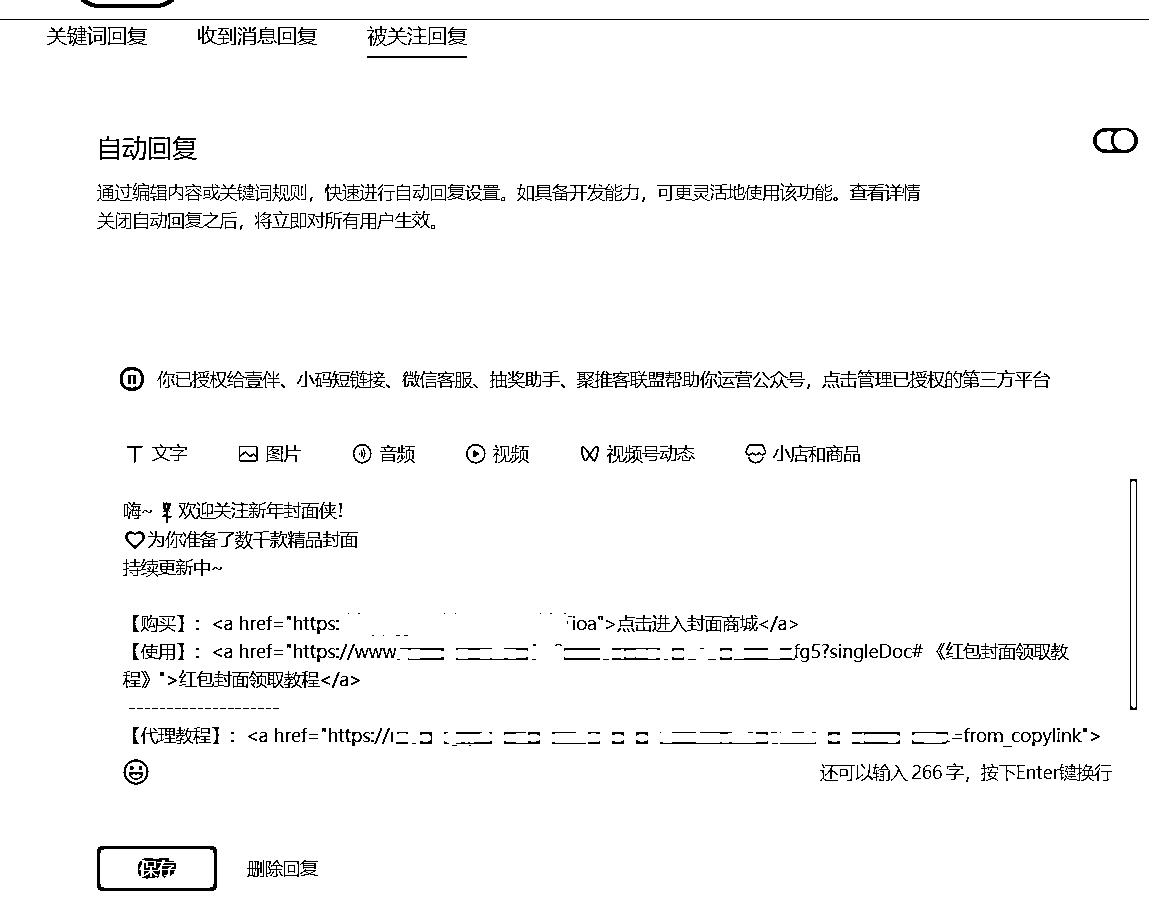 关键词回复 收到消息回复 被关注回复
自动回复
通过编辑内容或关键词规则，快速进行自动回复设置。如具备开发能力，可更灵活地使用该功能。查看详情
关闭自动回复之后，将立即对所有用户生效。
你已授权给壹伴、小码短链接、微信客服、抽奖助手、聚推客联盟帮助你运营公众号，点击管理已授权的第三方平台
文字 图片 音频 视频 视频号动态 小店和商品
嗨~ 欢迎关注新年封面侠！
为你准备了数千款精品封面
持续更新中~
【购买】：<a href="https: ioa">点击进入封面商城</a>
【使用】：<a href="https://www fg5?singleDoc# 《红包封面领取教
程》">红包封面领取教程</a>
--------------------
【代理教程】：<a href="https:// =from_copylink">
还可以输入 266 字，按下Enter键换行
保存 删除回复